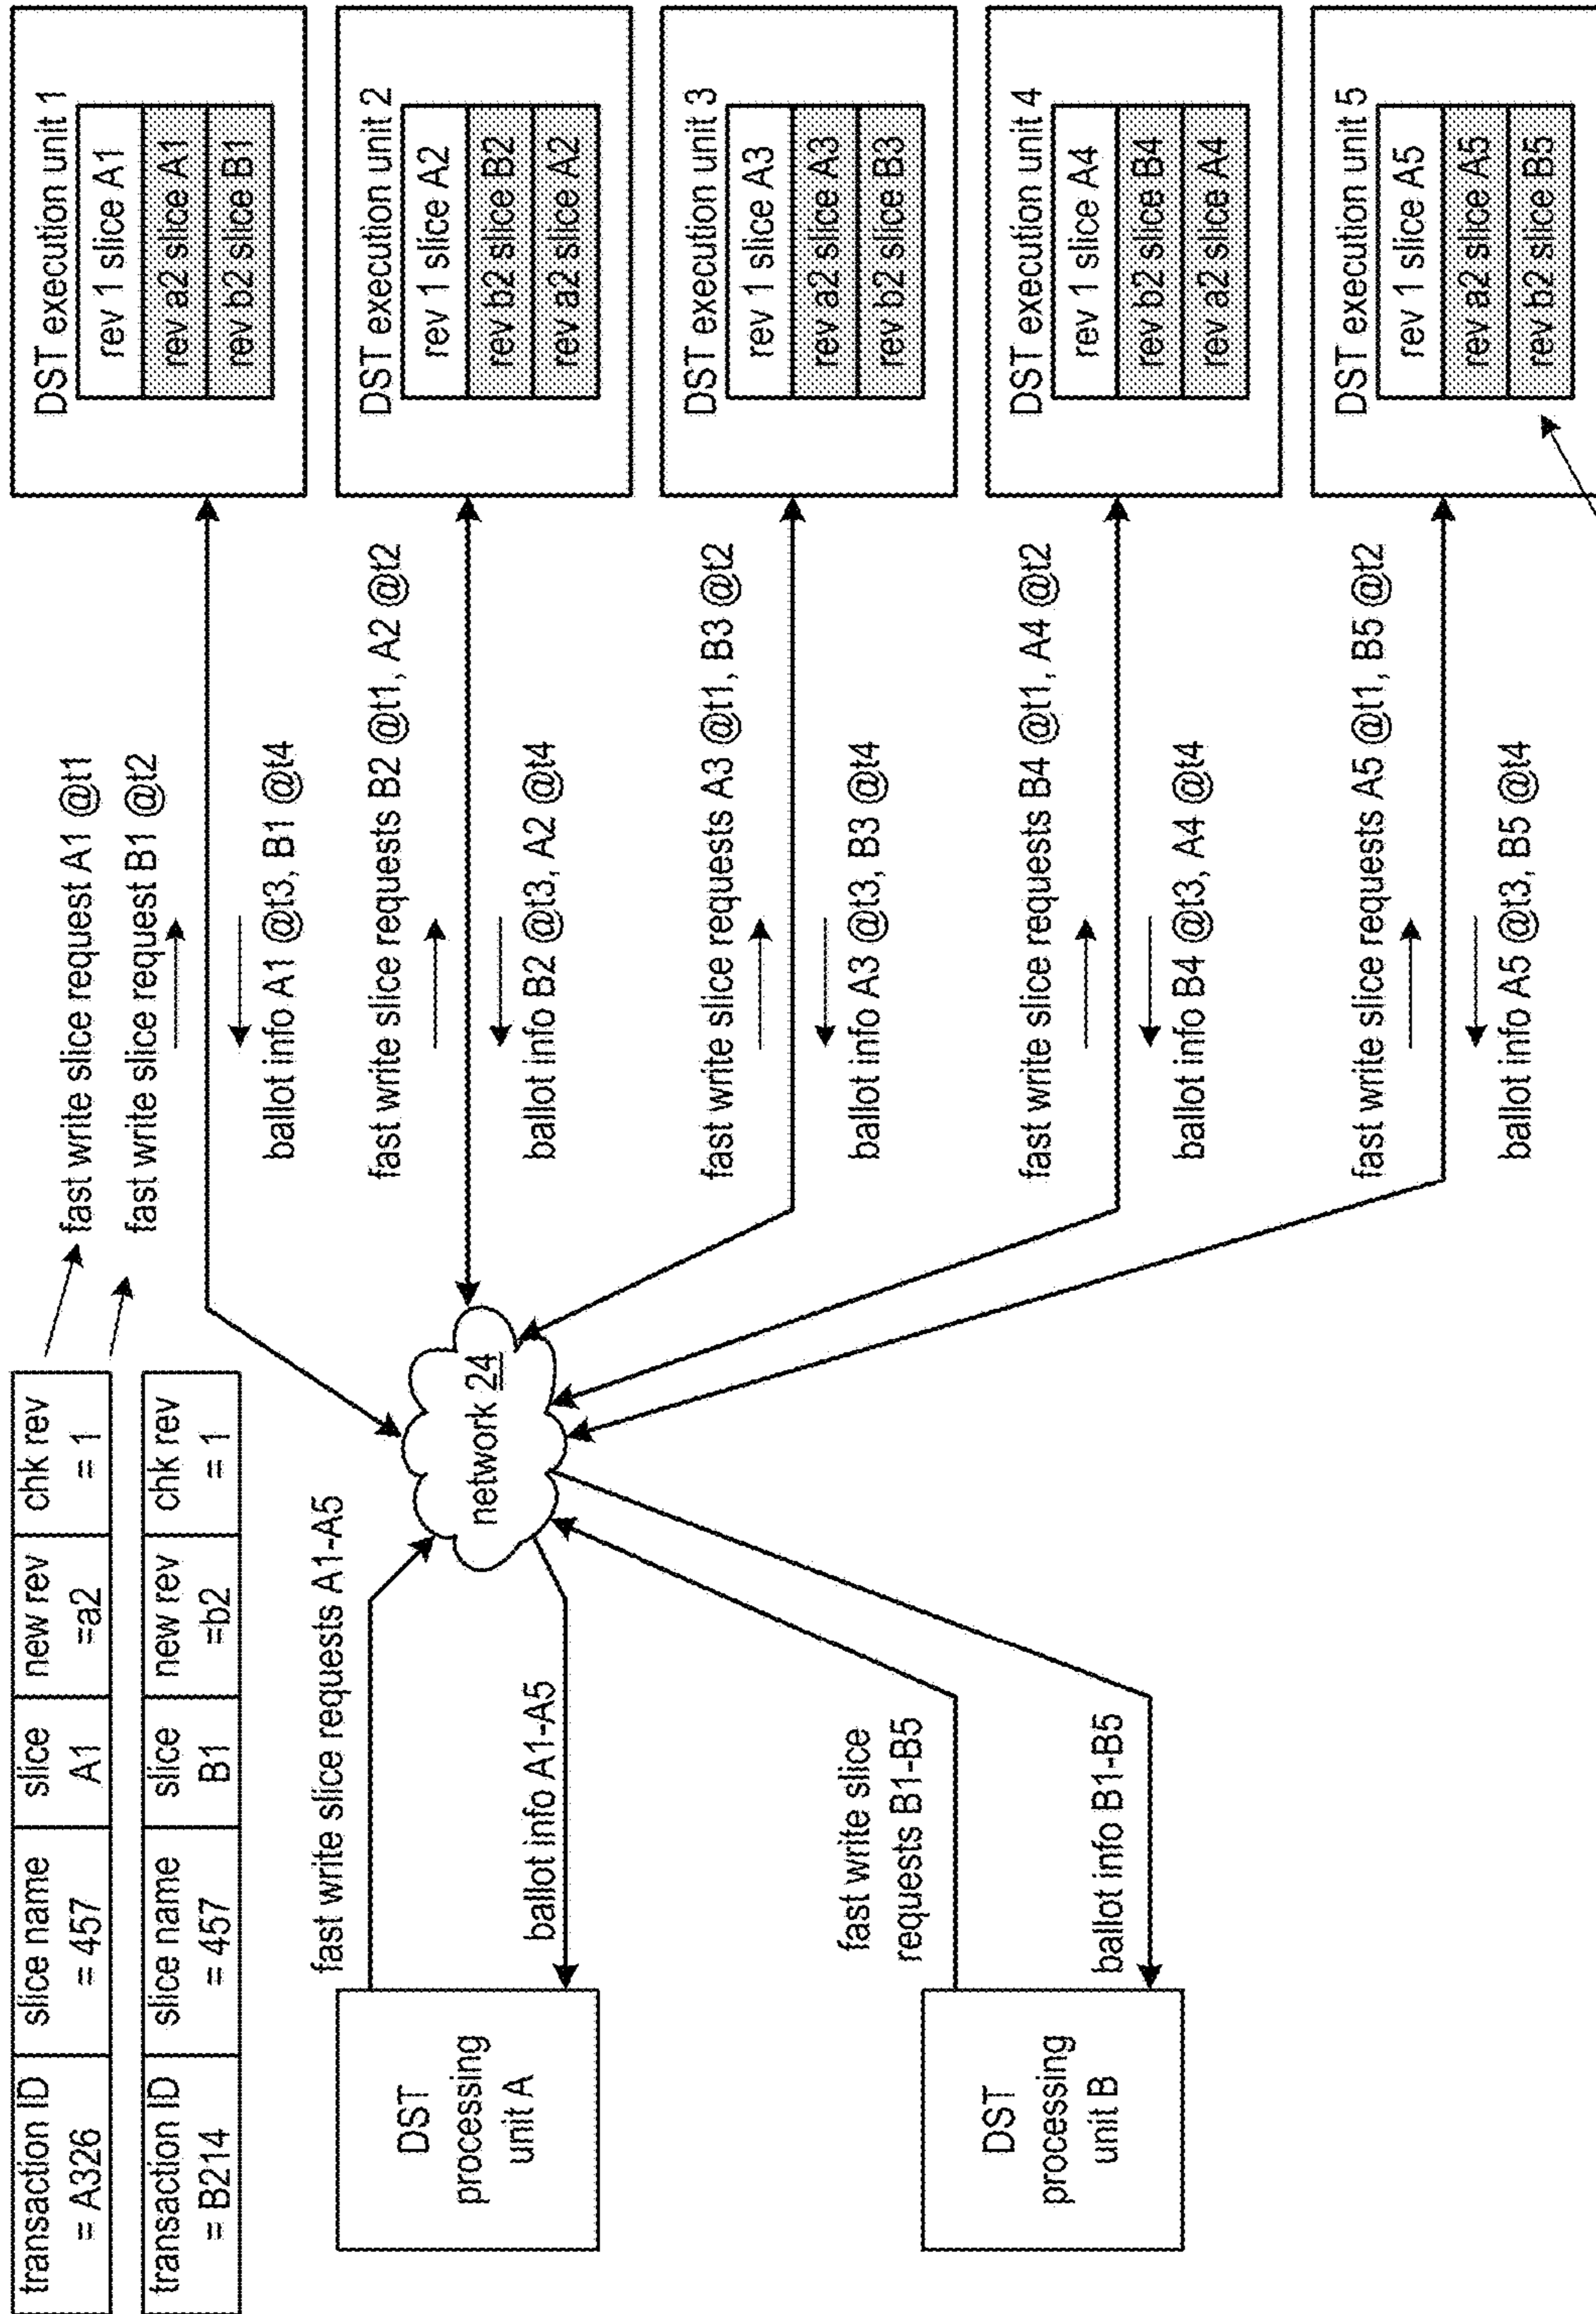 transaction ID
= A326
slice name
= 457
slice
A1
new rev
=a2
chk rev
= 1
transaction ID
= B214
slice name
= 457
slice
B1
new rev
=b2
chk rev
= 1
fast write slice request A1 @t1
fast write slice request B1 @t2
ballot info A1 @t3, B1 @t4
DST execution unit 1
rev 1 slice A1
rev a2 slice A1
rev b2 slice B1
DST
processing
unit A
fast write slice requests A1-A5
ballot info A1-A5
network 24
fast write slice requests B2 @t1, A2 @t2
ballot info B2 @t3, A2 @t4
DST execution unit 2
rev 1 slice A2
rev b2 slice B2
rev a2 slice A2
fast write slice requests A3 @t1, B3 @t2
ballot info A3 @t3, B3 @t4
DST execution unit 3
rev 1 slice A3
rev a2 slice A3
rev b2 slice B3
DST
processing
unit B
fast write slice
requests B1-B5
ballot info B1-B5
fast write slice requests B4 @t1, A4 @t2
ballot info B4 @t3, A4 @t4
DST execution unit 4
rev 1 slice A4
rev b2 slice B4
rev a2 slice A4
fast write slice requests A5 @t1, B5 @t2
ballot info A5 @t3, B5 @t4
DST execution unit 5
rev 1 slice A5
rev a2 slice A5
rev b2 slice B5